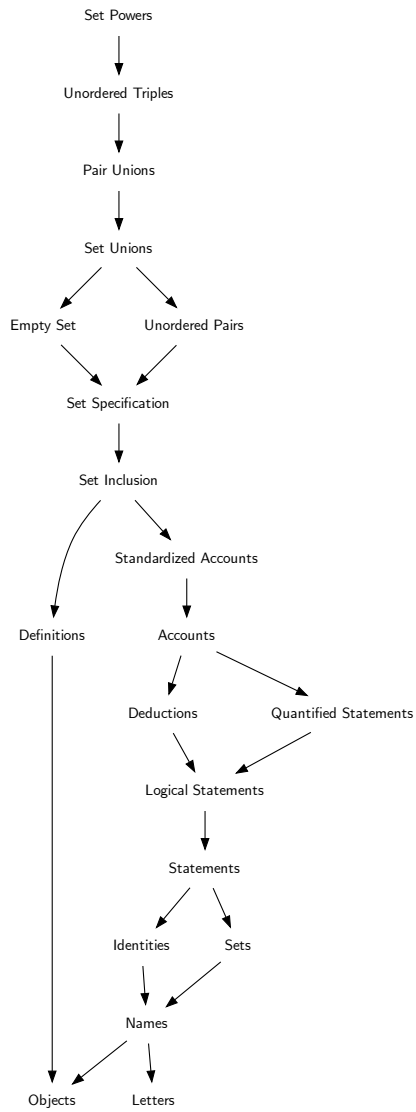 Set Powers
Unordered Triples
Pair Unions
Set Unions
Empty Set
Unordered Pairs
Set Specification
Set Inclusion
Standardized Accounts
Definitions
Accounts
Deductions
Quantified Statements
Logical Statements
Statements
Identities
Sets
Names
Objects
Letters